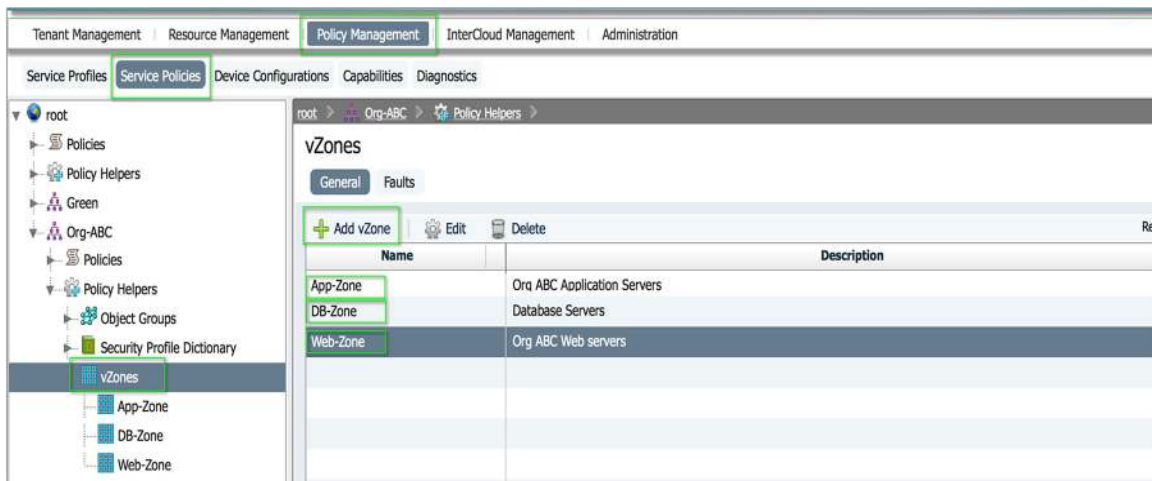 Tenant Management Resource Management Policy Management InterCloud Management Administration
Service Profiles Service Policies Device Configurations Capabilities Diagnostics
root
Policies
Policy Helpers
Green
Org-ABC
Policies
Policy Helpers
Object Groups
Security Profile Dictionary
vZones
App-Zone
DB-Zone
Web-Zone
root Org-ABC Policy Helpers
vZones
General Faults
Add vZone Edit Delete Re
Name Description
App-Zone Org ABC Application Servers
DB-Zone Database Servers
Web-Zone Org ABC Web servers